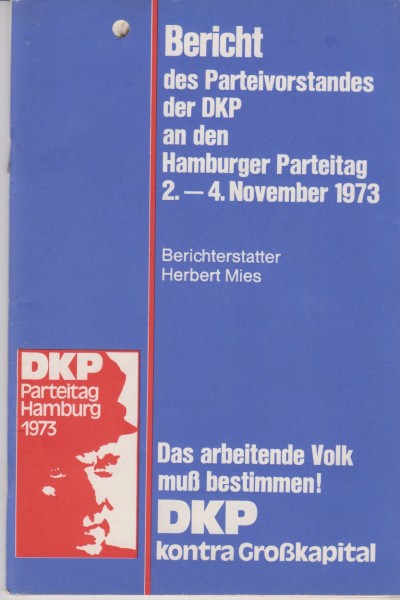 Bericht
des Parteivorstandes
der DKP
an den
Hamburger Parteitag
2. — 4. November 1973
Berichterstatter
Herbert Mies
DKP
Parteitag
Hamburg
1973
Das arbeitende Volk
muß bestimmen!
DKP
kontra Großkapital